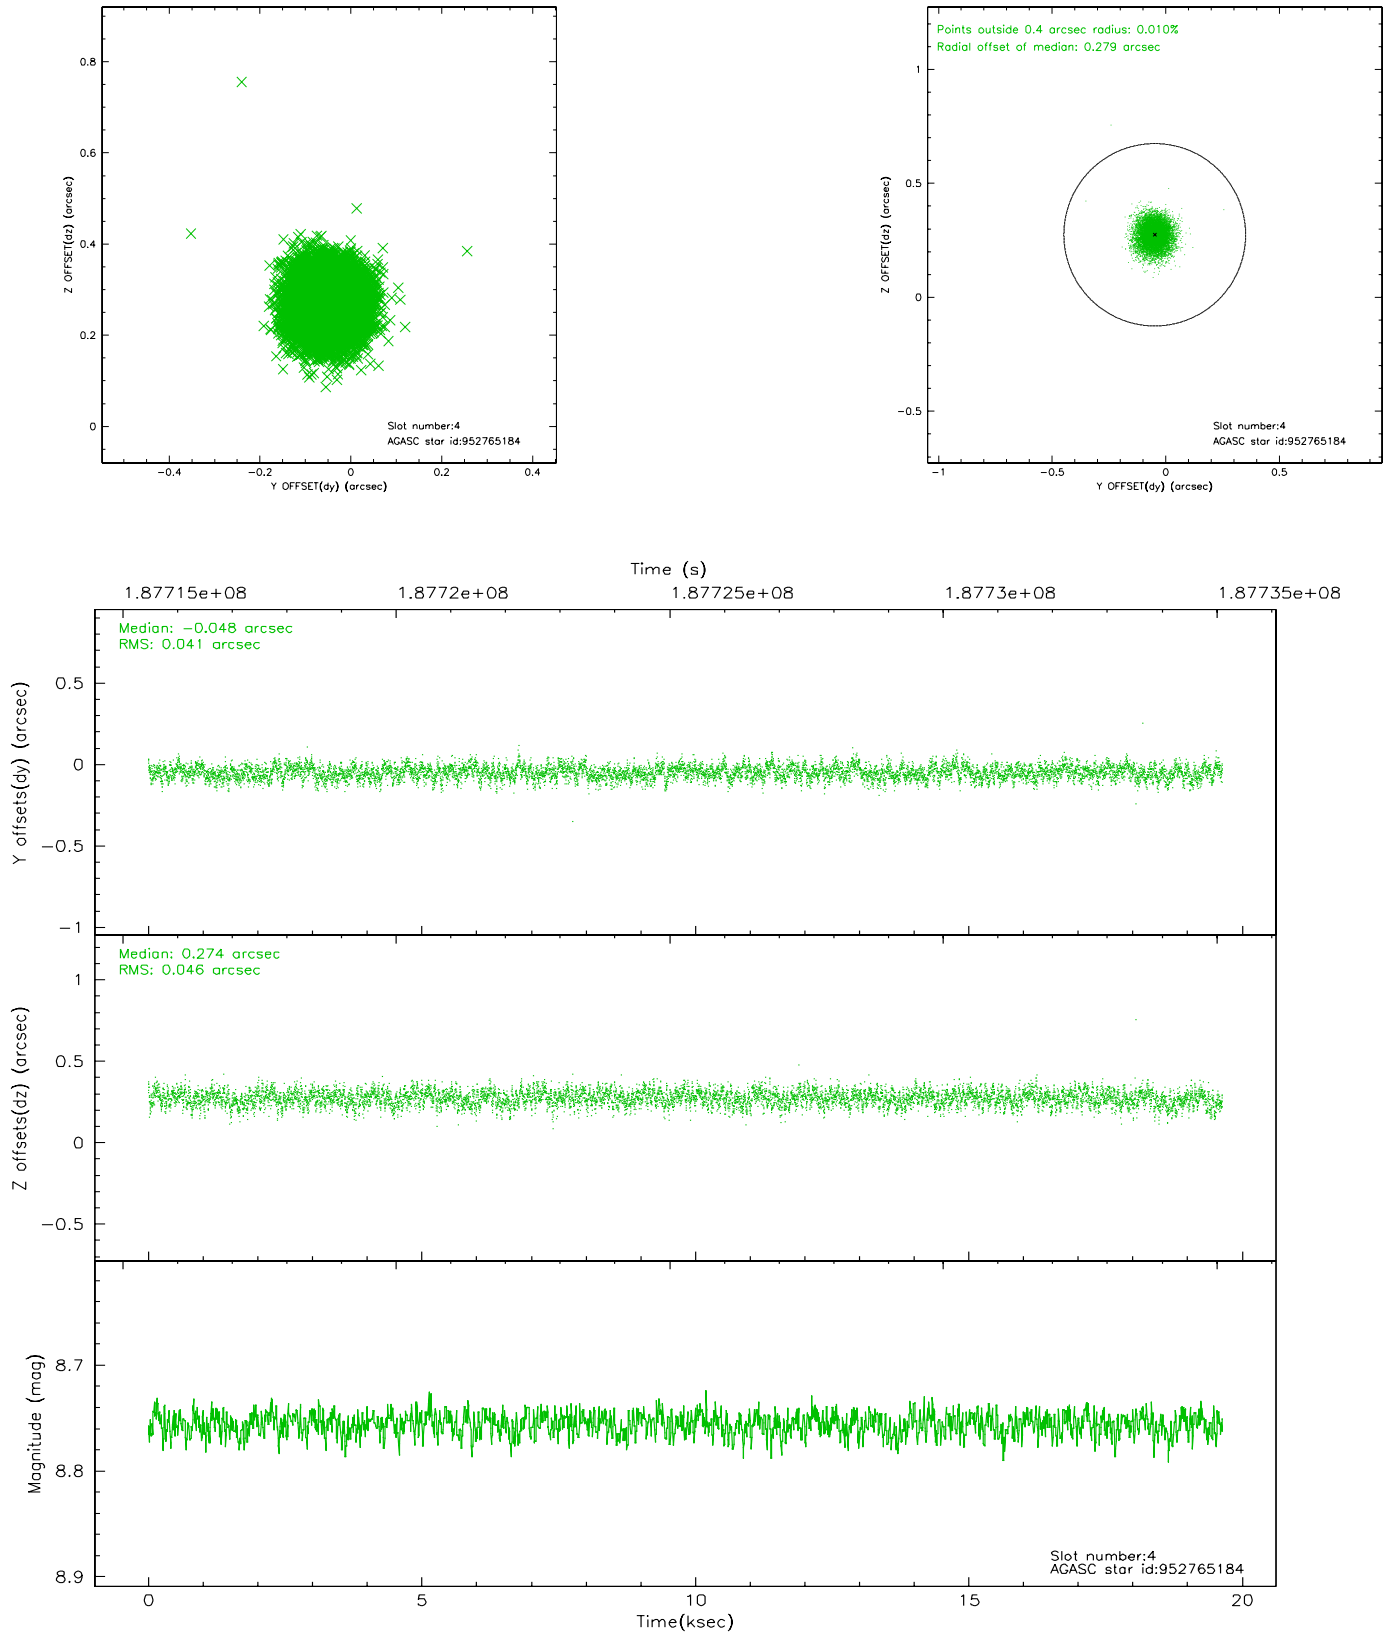 0.8
0.6
0.4
0.2
0
Z OFFSET(dz) (arcsec)
Slot number:4
AGASC star id:952765184
−0.4 −0.2 0 0.2 0.4
Y OFFSET(dy) (arcsec)
Points outside 0.4 arcsec radius: 0.010%
Radial offset of median: 0.279 arcsec
1
0.5
0
−0.5
Z OFFSET(dz) (arcsec)
Slot number:4
AGASC star id:952765184
−1 −0.5 0 0.5
Y OFFSET(dy) (arcsec)
Time (s)
1.87715e+08 1.8772e+08 1.87725e+08 1.8773e+08 1.87735e+08
Median: −0.048 arcsec
RMS: 0.041 arcsec
0.5
0
−0.5
−1
Y offsets(dy) (arcsec)
Median: 0.274 arcsec
RMS: 0.046 arcsec
1
0.5
0
−0.5
Z offsets(dz) (arcsec)
8.7
8.8
8.9
Magnitude (mag)
Slot number:4
AGASC star id:952765184
0 5 10 15 20
Time(ksec)